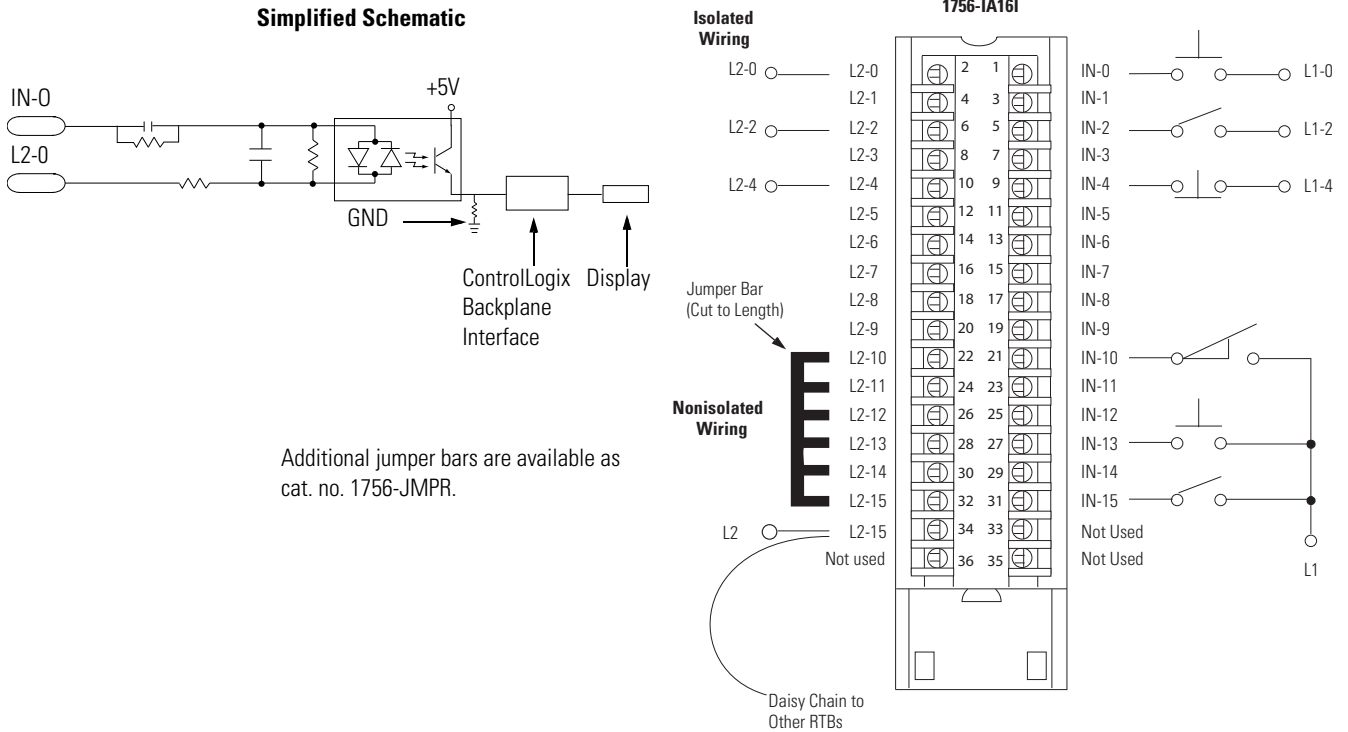 Simplified Schematic
IN-O
L2-0
+5V
GND
ControlLogix
Backplane
Interface
Display
Additional jumper bars are available as
cat. no. 1756-JMPR.
1756-IA16I
Isolated
Wiring
L2-0 L2-0 2 1 IN-0 L1-0
L2-1 4 3 IN-1
L2-2 L2-2 6 5 IN-2 L1-2
L2-3 8 7 IN-3
L2-4 L2-4 10 9 IN-4 L1-4
L2-5 12 11 IN-5
L2-6 14 13 IN-6
L2-7 16 15 IN-7
Jumper Bar
(Cut to Length)
L2-8 18 17 IN-8
L2-9 20 19 IN-9
L2-10 22 21 IN-10
L2-11 24 23 IN-11
Nonisolated
Wiring
L2-12 26 25 IN-12
L2-13 28 27 IN-13
L2-14 30 29 IN-14
L2-15 32 31 IN-15
L2 L2-15 34 33 Not Used
Not used 36 35 Not Used
L1
Daisy Chain to
Other RTBs